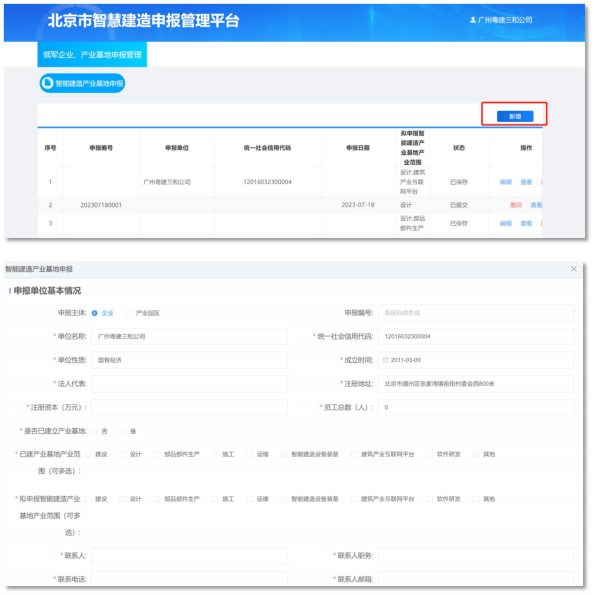 北京市智慧建造申报管理平台
广州粤建三和公司
领军企业、产业基地申报管理
智能建造产业基地申报
新增
序号 申报编号 申报单位 统一社会信用代码 申报日期 拟申报智能建造产业基地产业范围 状态 操作
1 广州粤建三和公司 12016032300004 设计,建筑产业互联网平台 已保存 编辑 查看
2 202307180001 2023-07-18 设计 已提交 撤回 查看
3 设计,部品部件生产 已保存 编辑 查看
智能建造产业基地申报
申报单位基本情况
申报主体: 企业 产业园区 申报编号: 系统自动生成
* 单位名称: 广州粤建三和公司 * 统一社会信用代码: 12016032300004
* 单位性质: 国有经济 * 成立时间: 2011-03-09
* 法人代表: * 注册地址: 北京市通州区张家湾镇前街村委会西800米
* 注册资本（万元）: * 员工总数（人）: 0
* 是否已建立产业基地: 否 是
* 已建产业基地产业范围（可多选）: 建设 设计 部品部件生产 施工 运维 智能建造设备装备 建筑产业互联网平台 软件研发 其他
* 拟申报智能建造产业基地产业范围（可多选）: 建设 设计 部品部件生产 施工 运维 智能建造设备装备 建筑产业互联网平台 软件研发 其他
* 联系人: * 联系人职务:
* 联系电话: * 联系人邮箱: